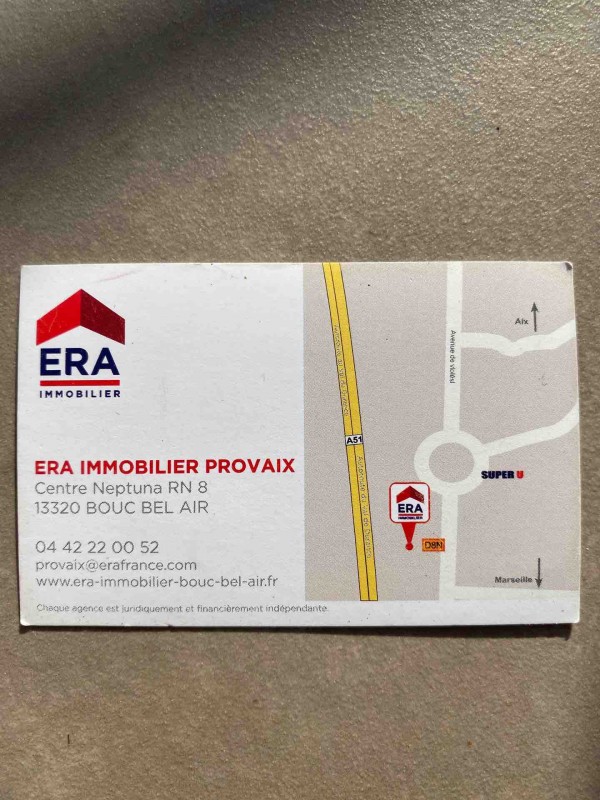 ERA
IMMOBILIER
ERA IMMOBILIER PROVAIX
Centre Neptuna RN 8
13320 BOUC BEL AIR
04 42 22 00 52
provaix@erafrance.com
www.era-immobilier-bouc-bel-air.fr
Chaque agence est juridiquement et financièrement indépendante.
Aix
Avenue de violési
A51
SUPER U
ERA
IMMOBILIER
D8N
Marseille